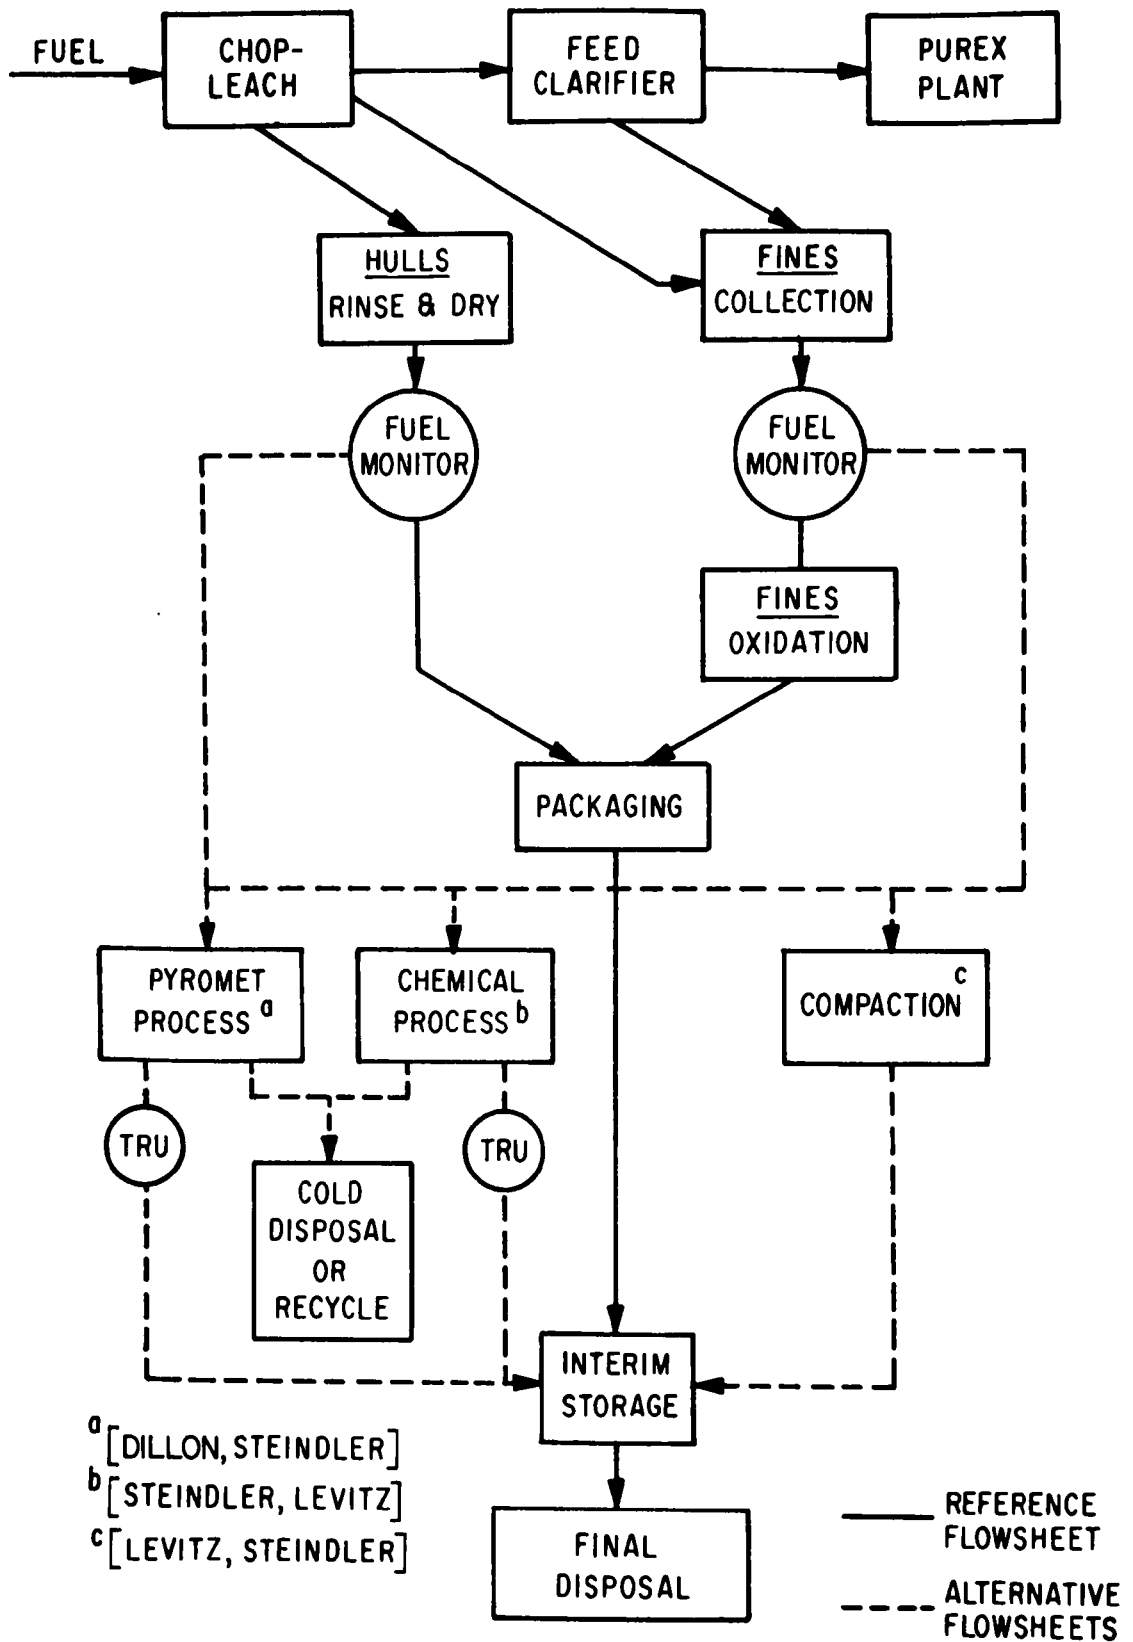 FUEL
CHOP-
LEACH
FEED
CLARIFIER
PUREX
PLANT
HULLS
RINSE & DRY
FINES
COLLECTION
FUEL
MONITOR
FUEL
MONITOR
FINES
OXIDATION
PACKAGING
PYROMET
PROCESS a
CHEMICAL
PROCESS b
COMPACTION c
TRU
TRU
COLD
DISPOSAL
OR
RECYCLE
INTERIM
STORAGE
a [DILLON, STEINDLER]
b [STEINDLER, LEVITZ]
c [LEVITZ, STEINDLER]
FINAL
DISPOSAL
REFERENCE
FLOWSHEET
ALTERNATIVE
FLOWSHEETS